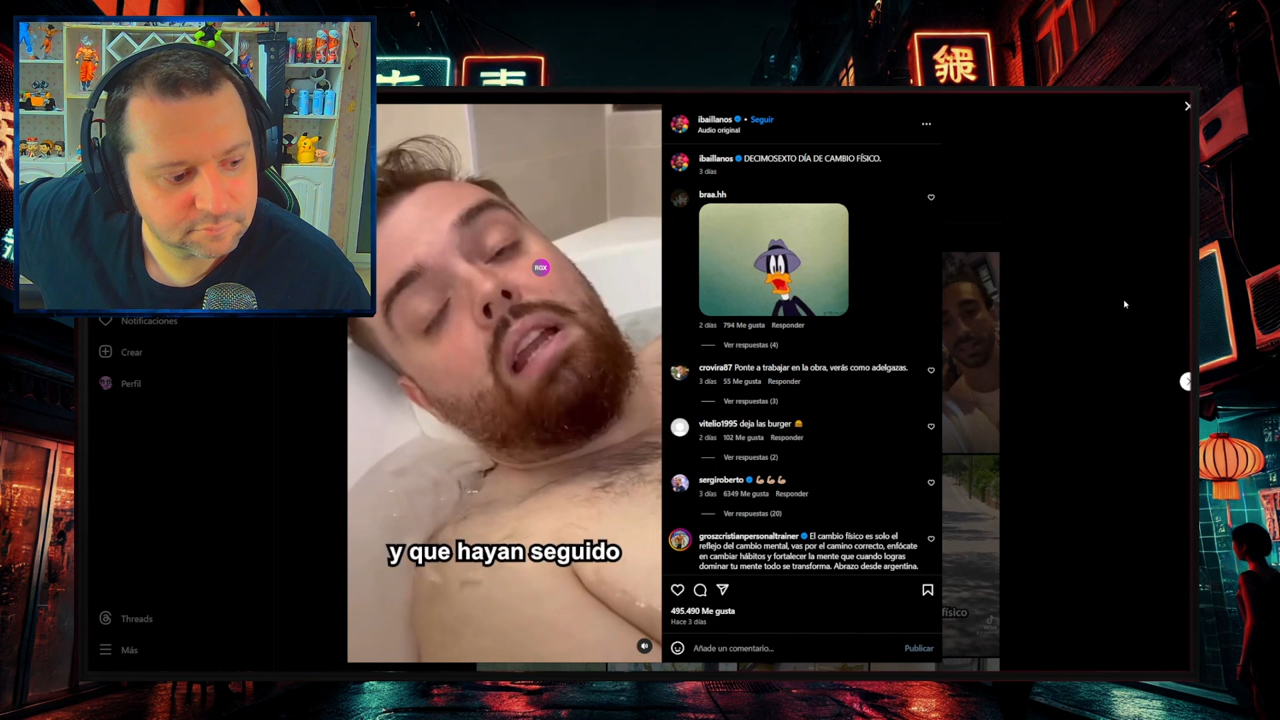 ibaillanos • Seguir
Audio original
ibaillanos DECIMOSEXTO DÍA DE CAMBIO FÍSICO.
3 días
braa.hh
2 días 794 Me gusta Responder
Ver respuestas (4)
crovira87 Ponte a trabajar en la obra, verás como adelgazas.
3 días 55 Me gusta Responder
Ver respuestas (3)
vitelio1995 deja las burger 🍔
2 días 102 Me gusta Responder
Ver respuestas (2)
sergiroberto 💪🏼💪🏼💪🏼
3 días 6349 Me gusta Responder
Ver respuestas (20)
groszcristianpersonaltrainer El cambio físico es solo el
reflejo del cambio mental, vas por el camino correcto, enfócate
en cambiar hábitos y fortalecer la mente que cuando logras
dominar tu mente todo se transforma. Abrazo desde argentina.
495.490 Me gusta
Hace 3 días
Añade un comentario...
Publicar
RGX
y que hayan seguido
Notificaciones
Crear
Perfil
Threads
Más
físico